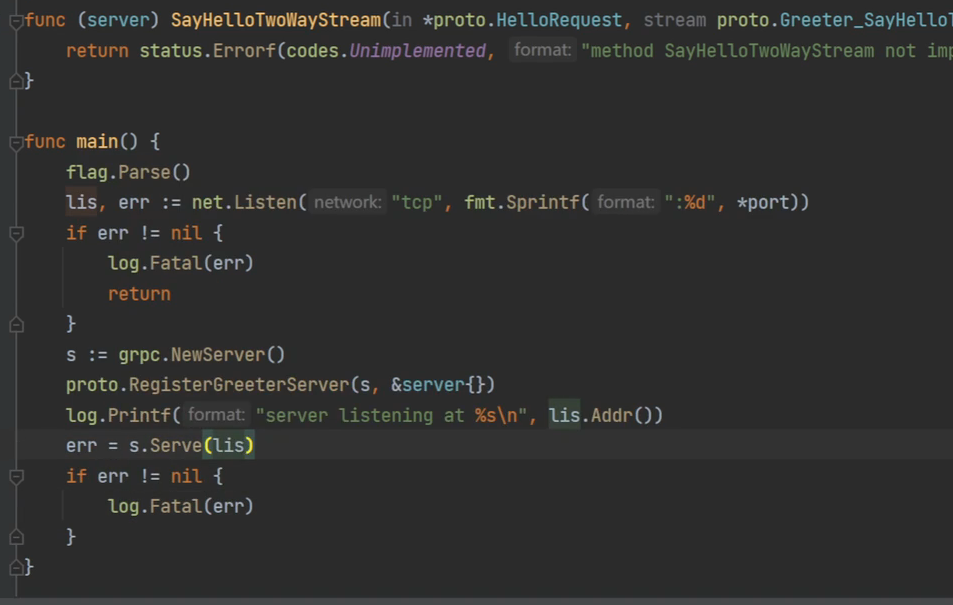 func (server) SayHelloTwoWayStream(in *proto.HelloRequest, stream proto.Greeter_SayHello
return status.Errorf(codes.Unimplemented, format: "method SayHelloTwoWayStream not
}
func main() {
flag.Parse()
lis, err := net.Listen( network: "tcp", fmt.Sprintf( format: ":%d", *port))
if err != nil {
log.Fatal(err)
return
}
s := grpc.NewServer()
proto.RegisterGreeterServer(s, &server{})
log.Printf( format: "server listening at %s\n", lis.Addr())
err = s.Serve(lis)
if err != nil {
log.Fatal(err)
}
}